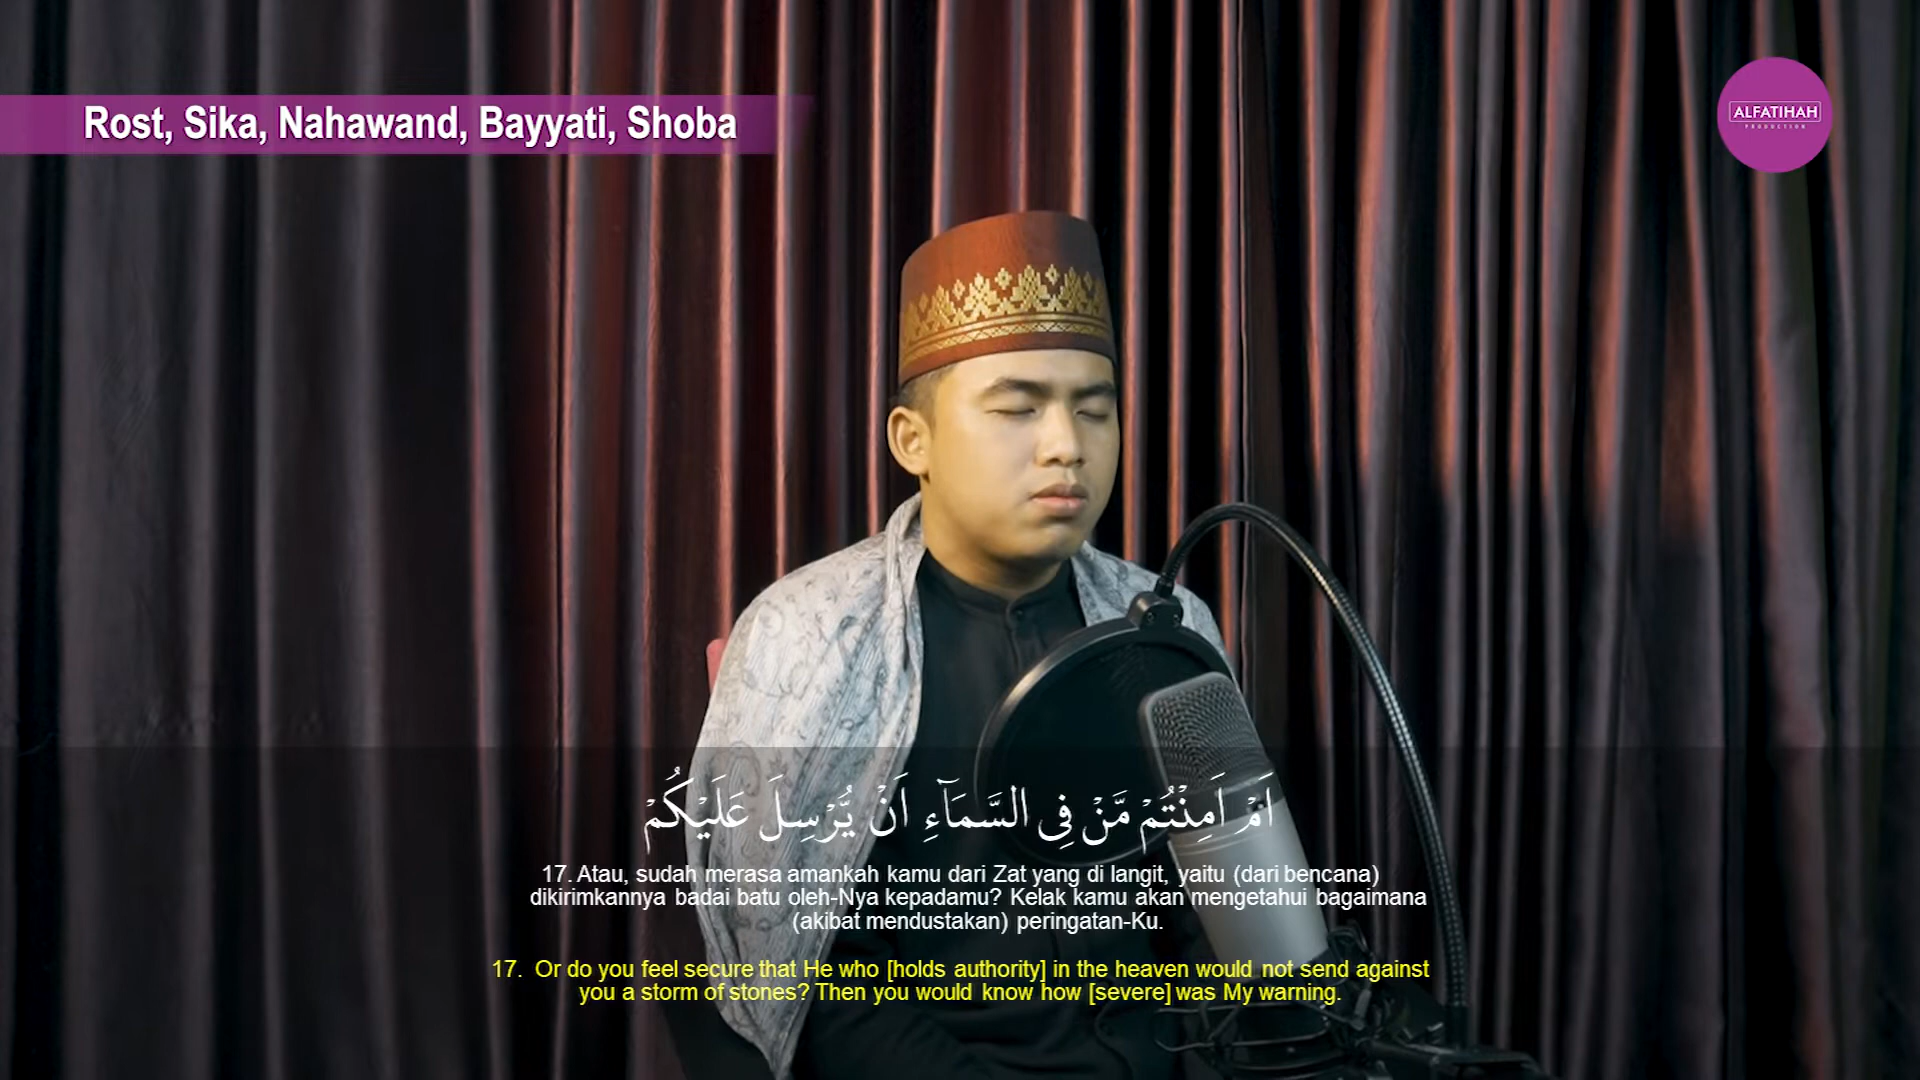 Rost, Sika, Nahawand, Bayyati, Shoba
ALFATIHAH
PRODUCTION
اَمْ اَمِنْتُمْ مَّنْ فِى السَّمَاۤءِ اَنْ يُّرْسِلَ عَلَيْكُمْ
17. Atau, sudah merasa amankah kamu dari Zat yang di langit, yaitu (dari bencana)
dikirimkannya badai batu oleh-Nya kepadamu? Kelak kamu akan mengetahui bagaimana
(akibat mendustakan) peringatan-Ku.
17. Or do you feel secure that He who [holds authority] in the heaven would not send against
you a storm of stones? Then you would know how [severe] was My warning.